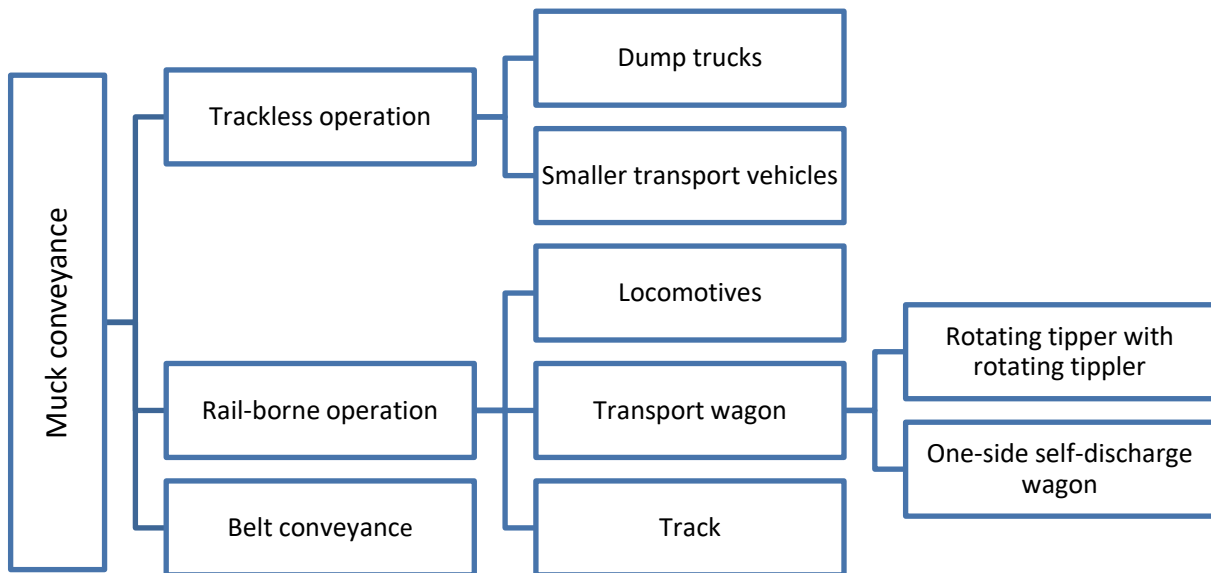 Muck conveyance
Trackless operation
Dump trucks
Smaller transport vehicles
Rail-borne operation
Locomotives
Transport wagon
Rotating tipper with
rotating tippler
One-side self-discharge
wagon
Track
Belt conveyance